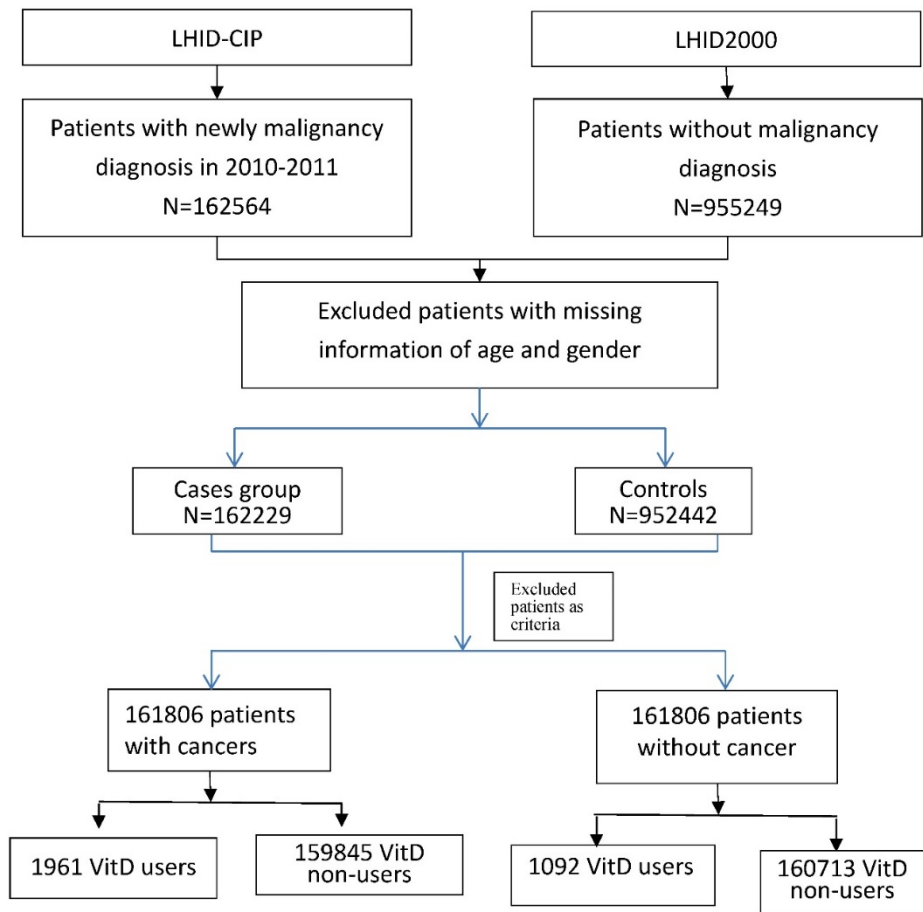 LHID-CIP
LHID2000
Patients with newly malignancy
diagnosis in 2010-2011
N=162564
Patients without malignancy
diagnosis
N=955249
Excluded patients with missing
information of age and gender
Cases group
N=162229
Controls
N=952442
Excluded
patients as
criteria
161806 patients
with cancers
161806 patients
without cancer
1961 VitD users
159845 VitD
non-users
1092 VitD users
160713 VitD
non-users